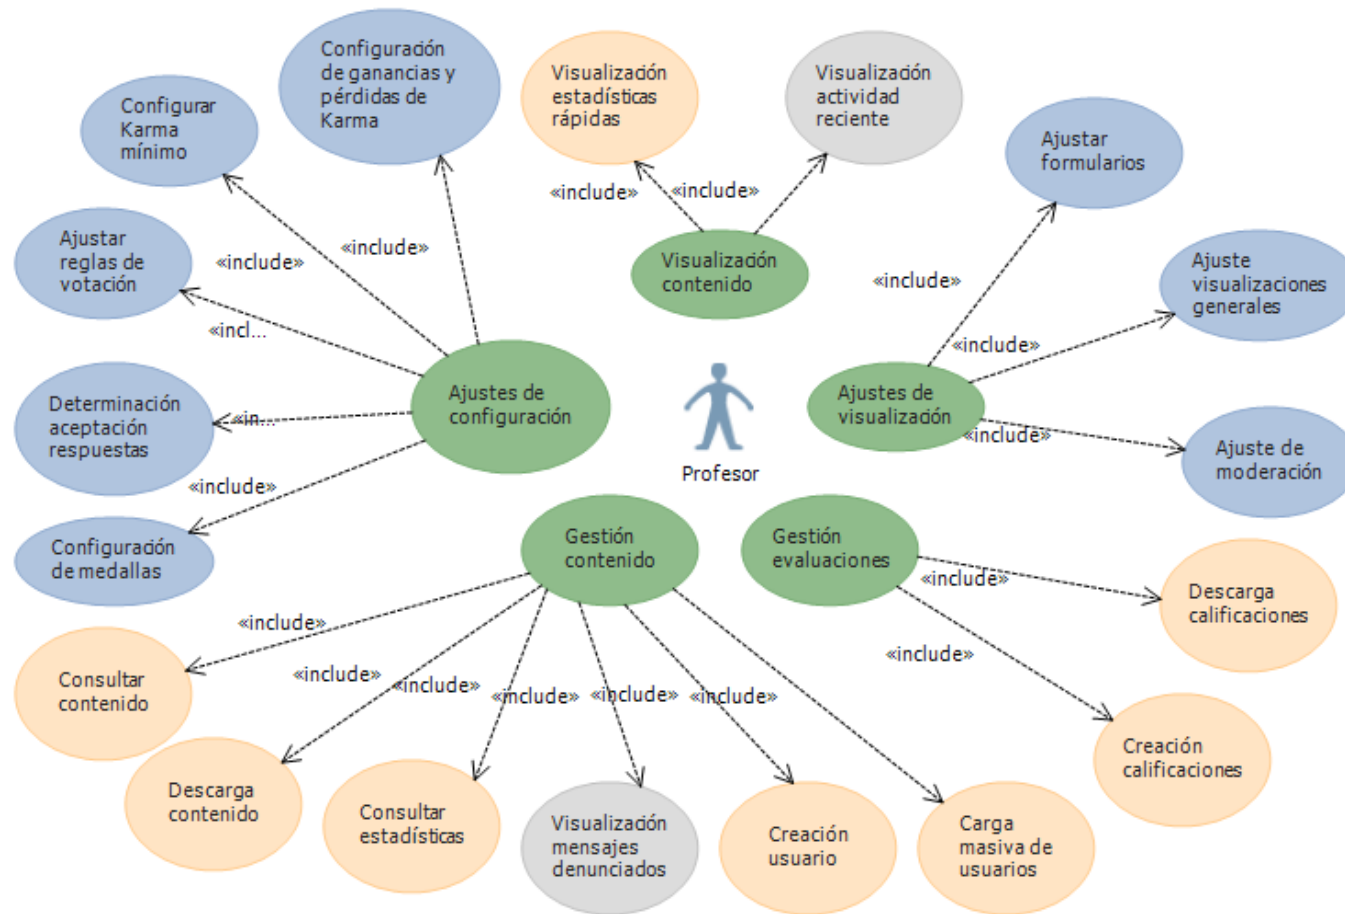 Configuración
de ganancias y
pérdidas de
Karma
Visualización
estadísticas
rápidas
Visualización
actividad
reciente
Configurar
Karma
mínimo
Ajustar
formularios
«include»
«include»
Ajustar
reglas de
votación
«include»
«include»
Visualización
contenido
«include»
Ajuste
visualizaciones
generales
«incl...
«include»
Ajustes de
configuración
Ajustes de
visualización
Determinación
aceptación
respuestas
«in...
«include»
Ajuste de
moderación
Profesor
«include»
Configuración
de medallas
Gestión
contenido
Gestión
evaluaciones
«include»
Descarga
calificaciones
«include»
«include»
Consultar
contenido
«include»
«include»
«include»
«include»
«include»
Creación
calificaciones
Descarga
contenido
Consultar
estadísticas
Visualización
mensajes
denunciados
Creación
usuario
Carga
masiva de
usuarios